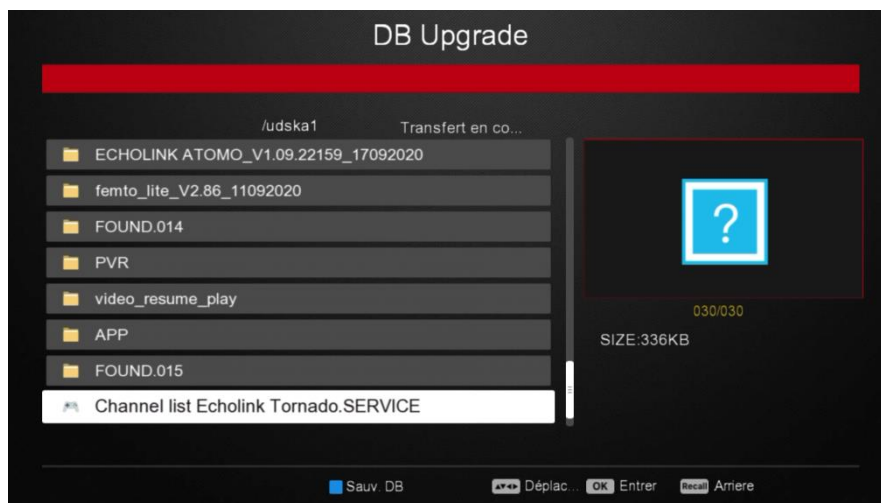 DB Upgrade
/udska1 Transfert en co...
ECHOLINK ATOMO_V1.09.22159_17092020
femto_lite_V2.86_11092020
FOUND.014
PVR
video_resume_play
APP
FOUND.015
Channel list Echolink Tornado.SERVICE
?
030/030
SIZE:336KB
Sauv. DB Déplac... OK Entrer Recall Arriere